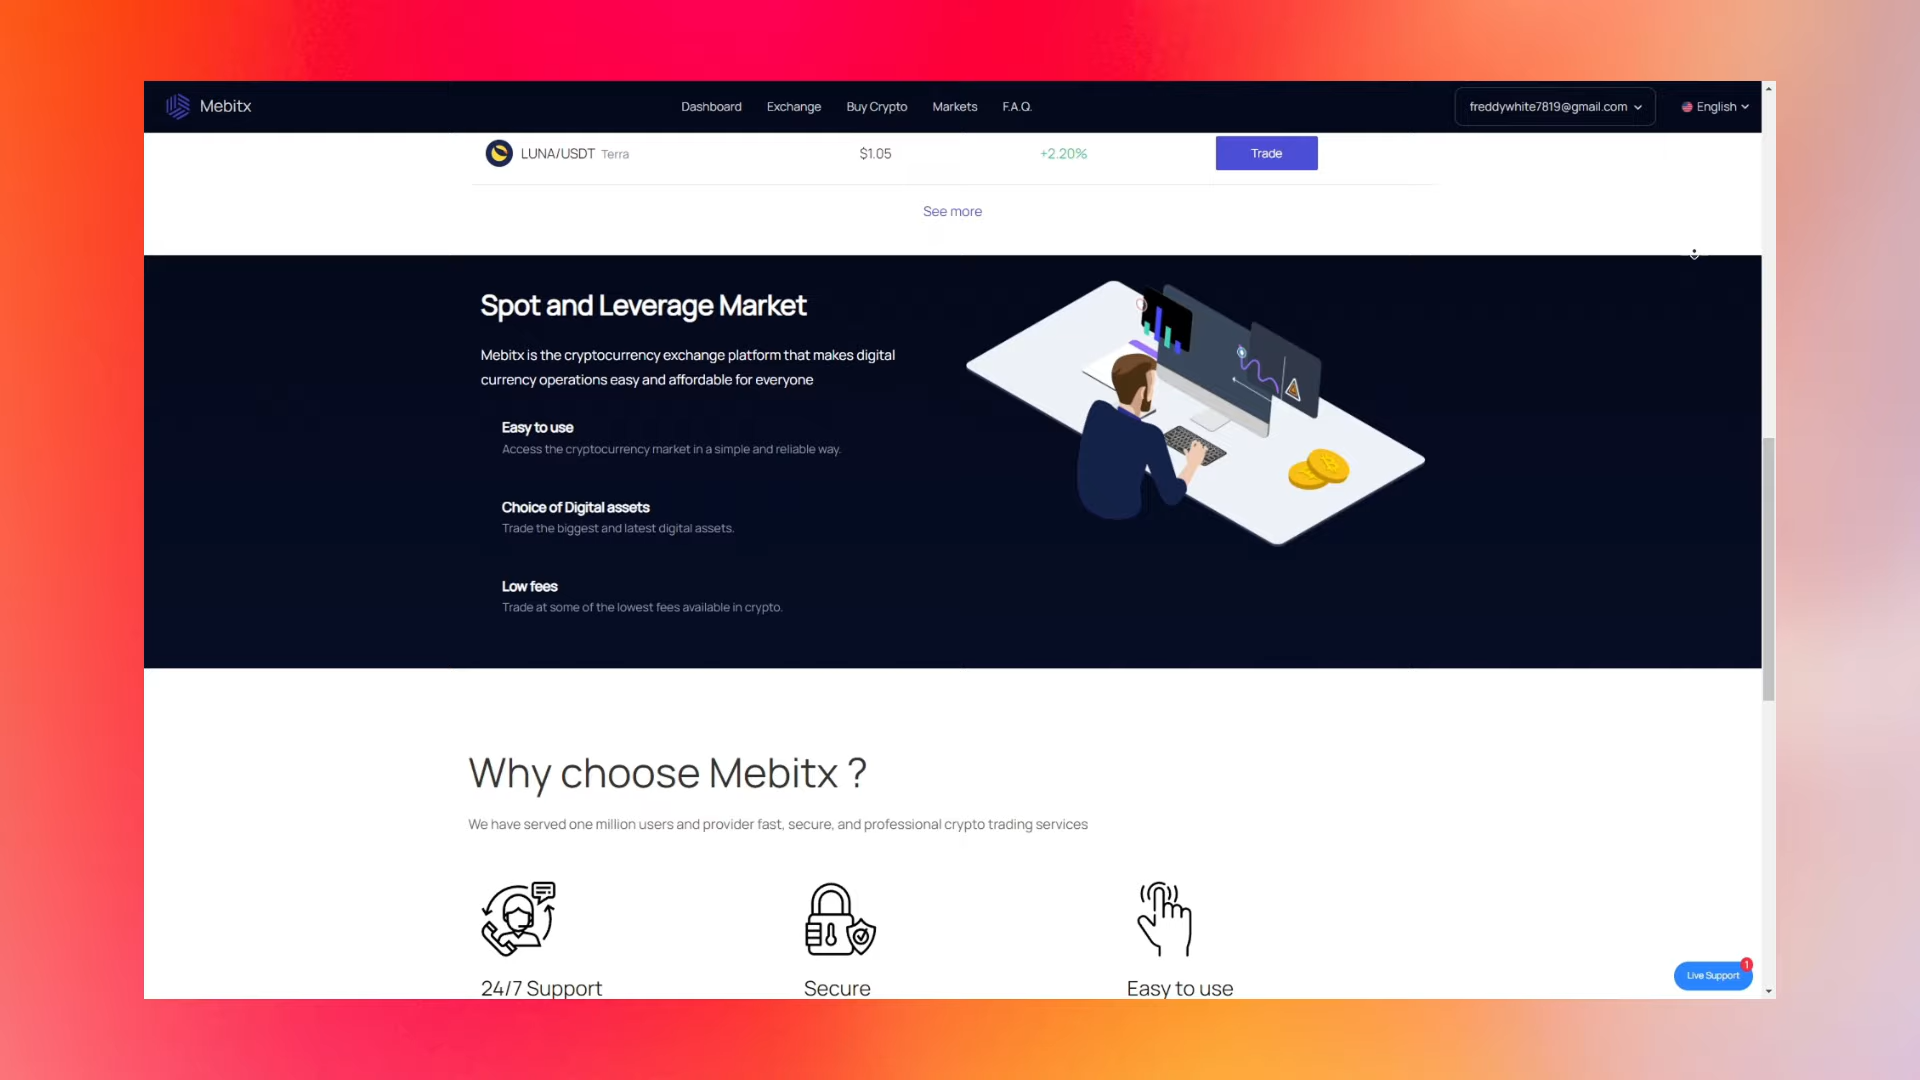 Mebitx
Dashboard Exchange Buy Crypto Markets F.A.Q.
freddywhite7819@gmail.com
English
LUNA/USDT Terra $1.05 +2.20% Trade
See more
Spot and Leverage Market
Mebitx is the cryptocurrency exchange platform that makes digital
currency operations easy and affordable for everyone
Easy to use
Access the cryptocurrency market in a simple and reliable way.
Choice of Digital assets
Trade the biggest and latest digital assets.
Low fees
Trade at some of the lowest fees available in crypto.
Why choose Mebitx ?
We have served one million users and provider fast, secure, and professional crypto trading services
24/7 Support Secure Easy to use
Live Support 1